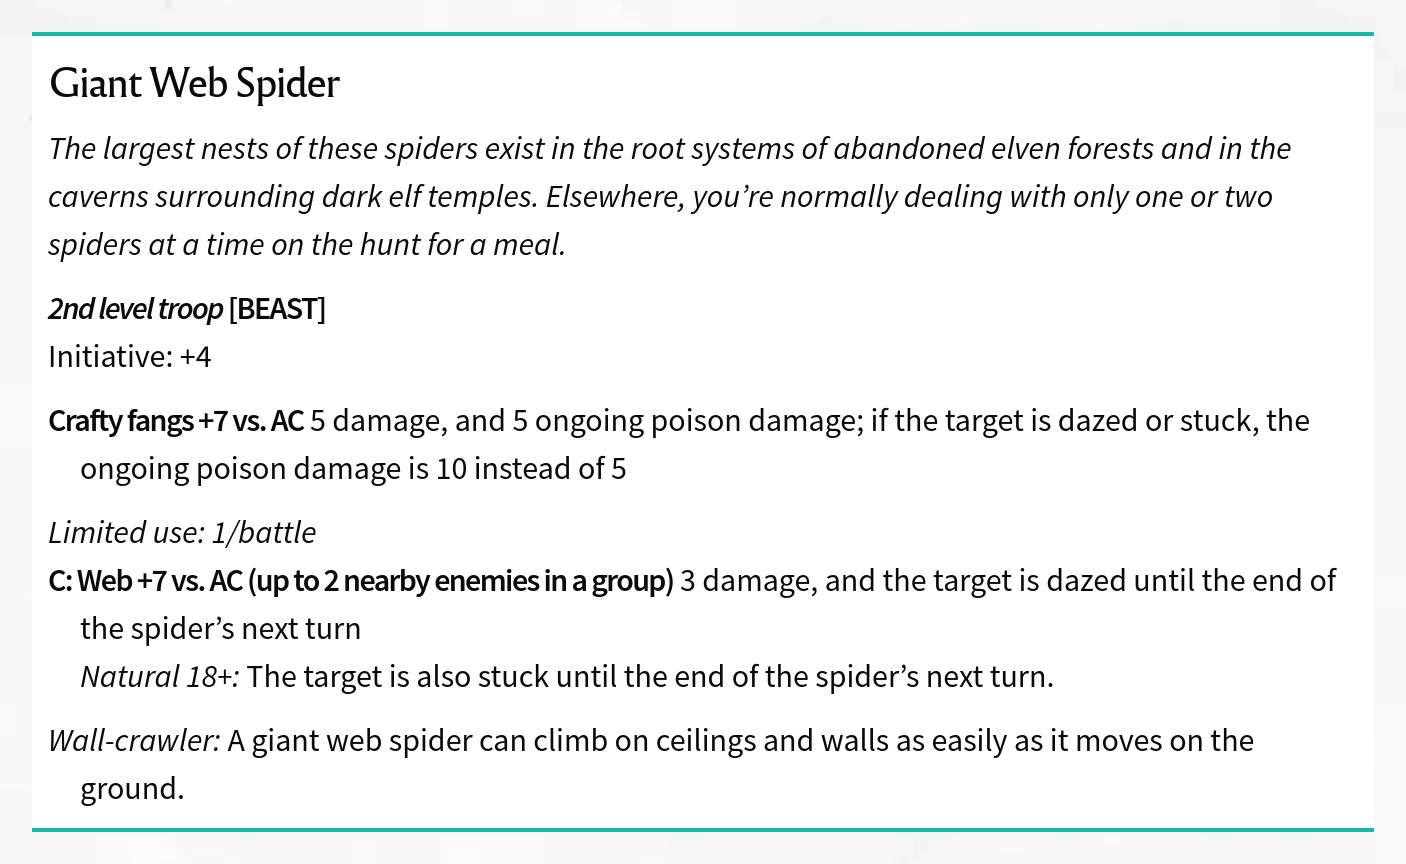 Giant Web Spider
The largest nests of these spiders exist in the root systems of abandoned elven forests and in the
caverns surrounding dark elf temples. Elsewhere, you’re normally dealing with only one or two
spiders at a time on the hunt for a meal.
2nd level troop [BEAST]
Initiative: +4
Crafty fangs +7 vs. AC 5 damage, and 5 ongoing poison damage; if the target is dazed or stuck, the
ongoing poison damage is 10 instead of 5
Limited use: 1/battle
C: Web +7 vs. AC (up to 2 nearby enemies in a group) 3 damage, and the target is dazed until the end of
the spider’s next turn
Natural 18+: The target is also stuck until the end of the spider’s next turn.
Wall-crawler: A giant web spider can climb on ceilings and walls as easily as it moves on the
ground.